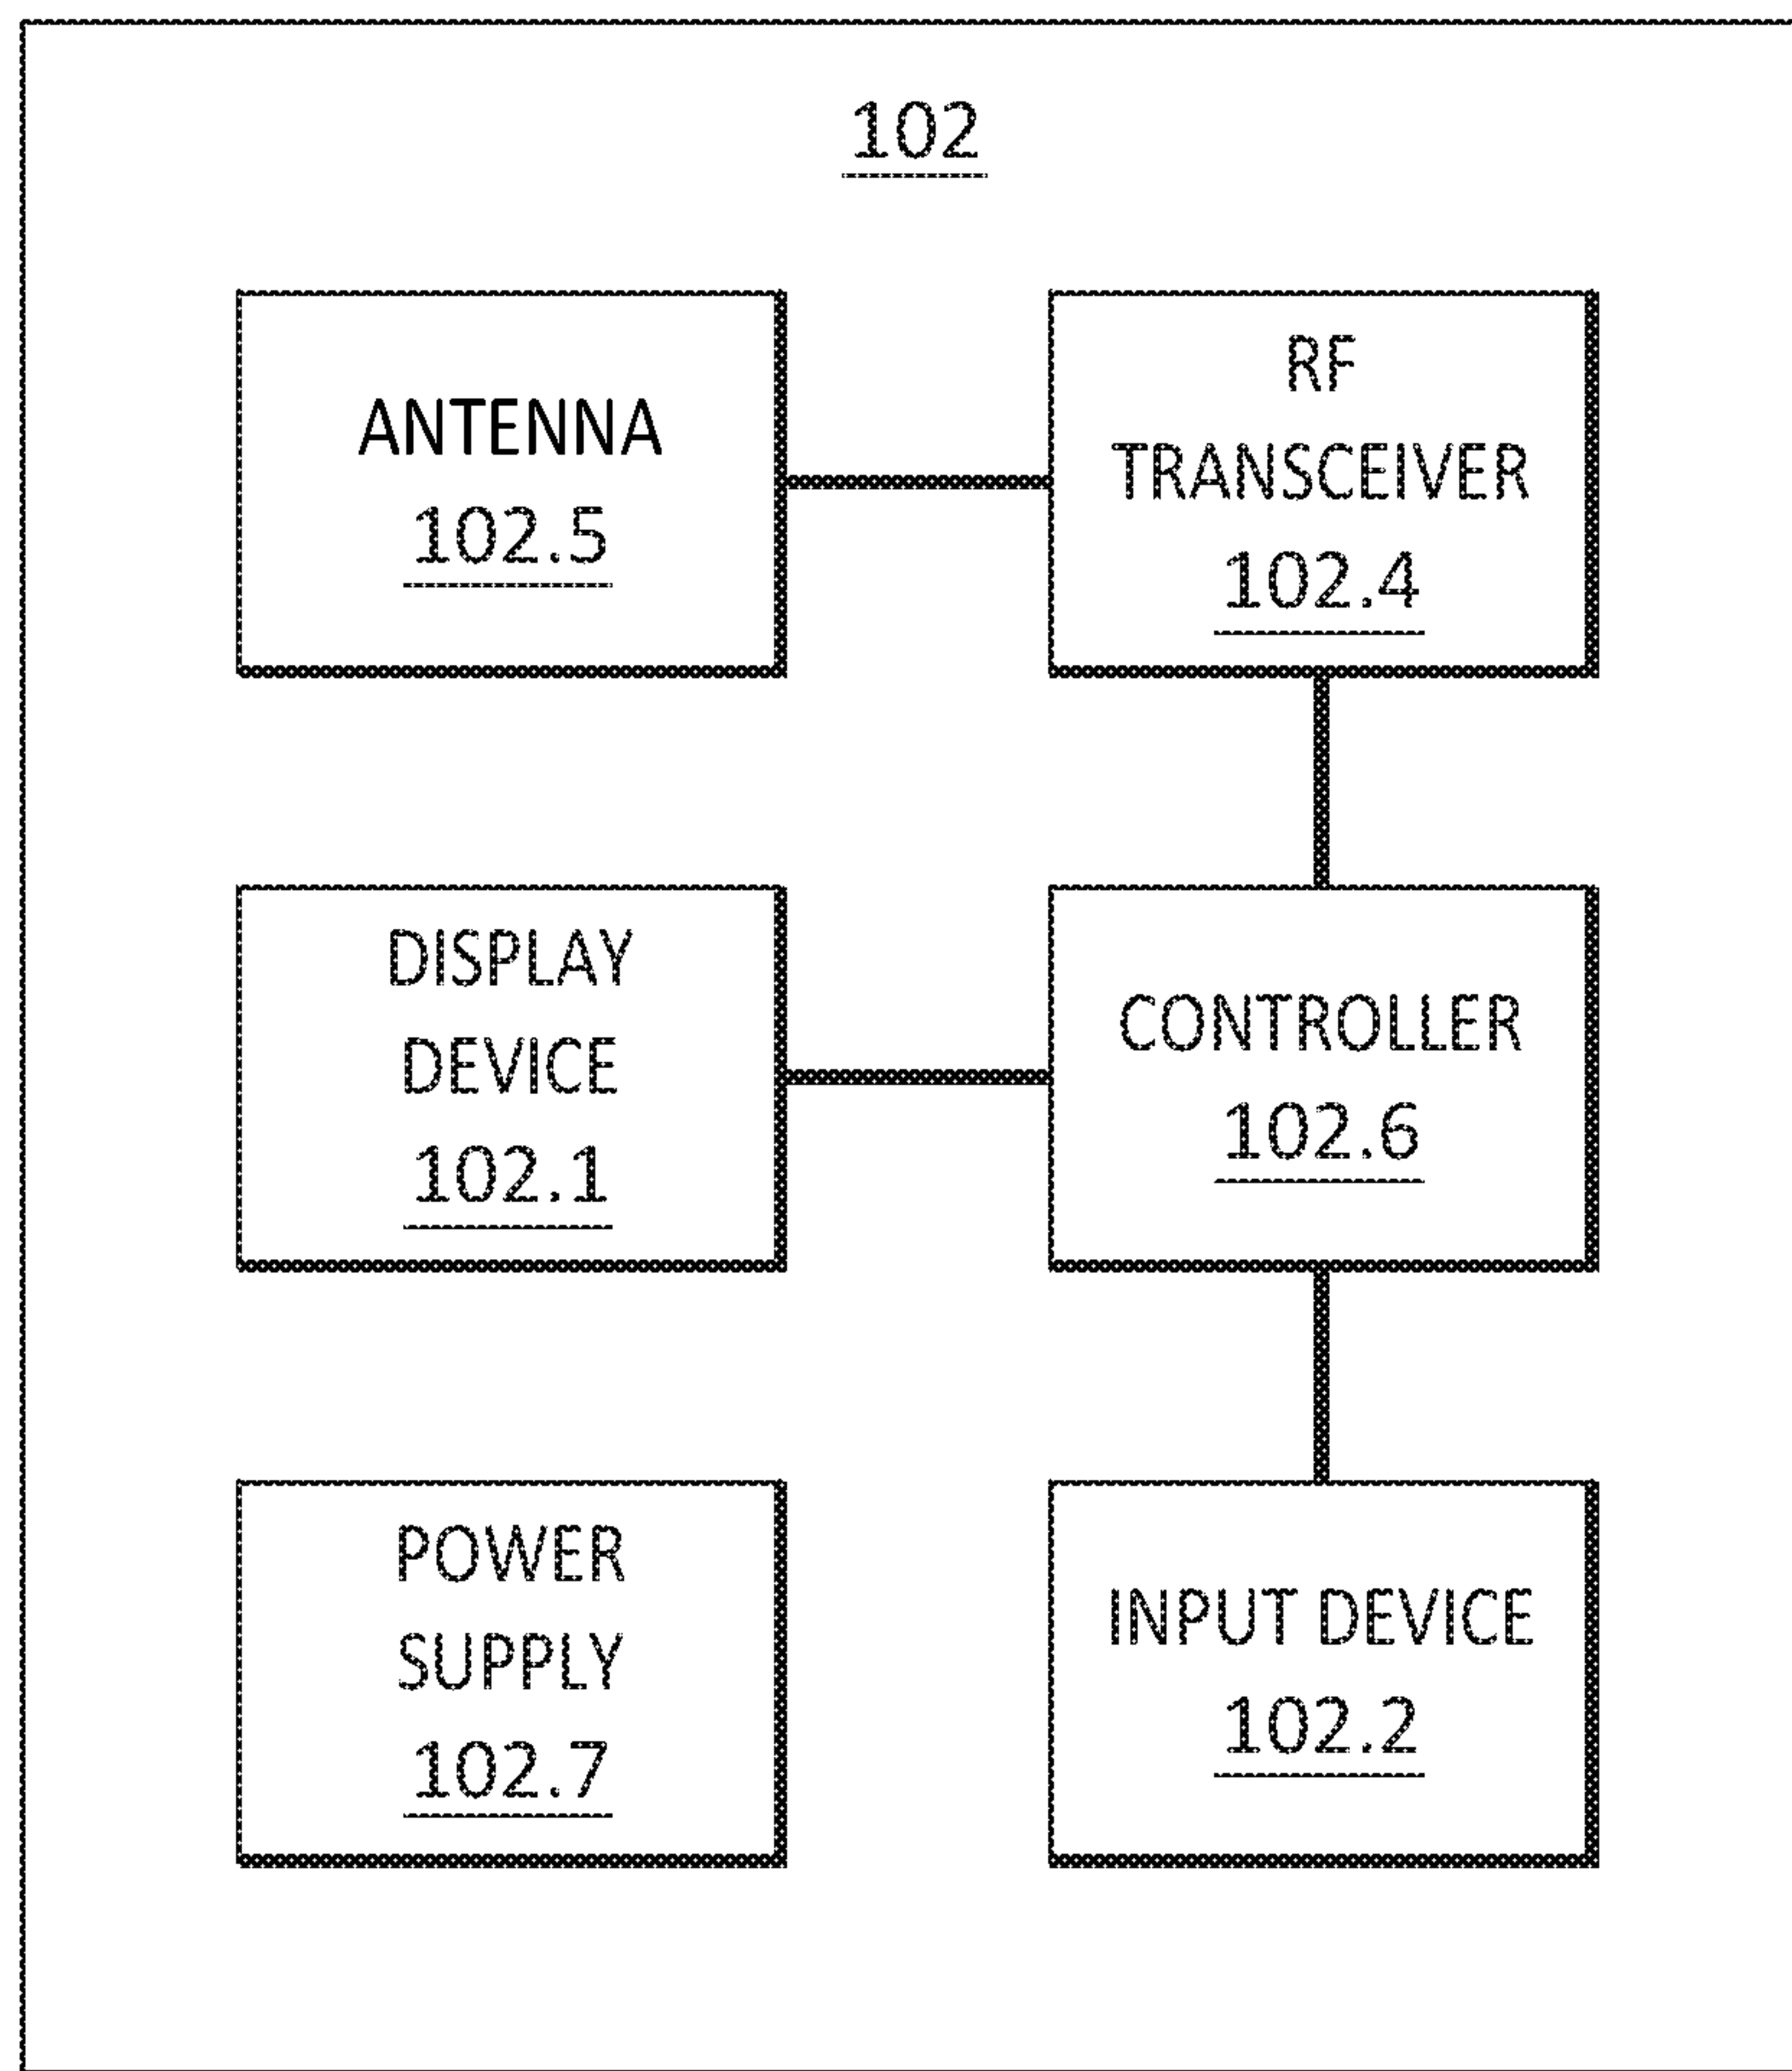 102
ANTENNA
102.5
RF
TRANSCEIVER
102.4
DISPLAY
DEVICE
102.1
CONTROLLER
102.6
POWER
SUPPLY
102.7
INPUT DEVICE
102.2